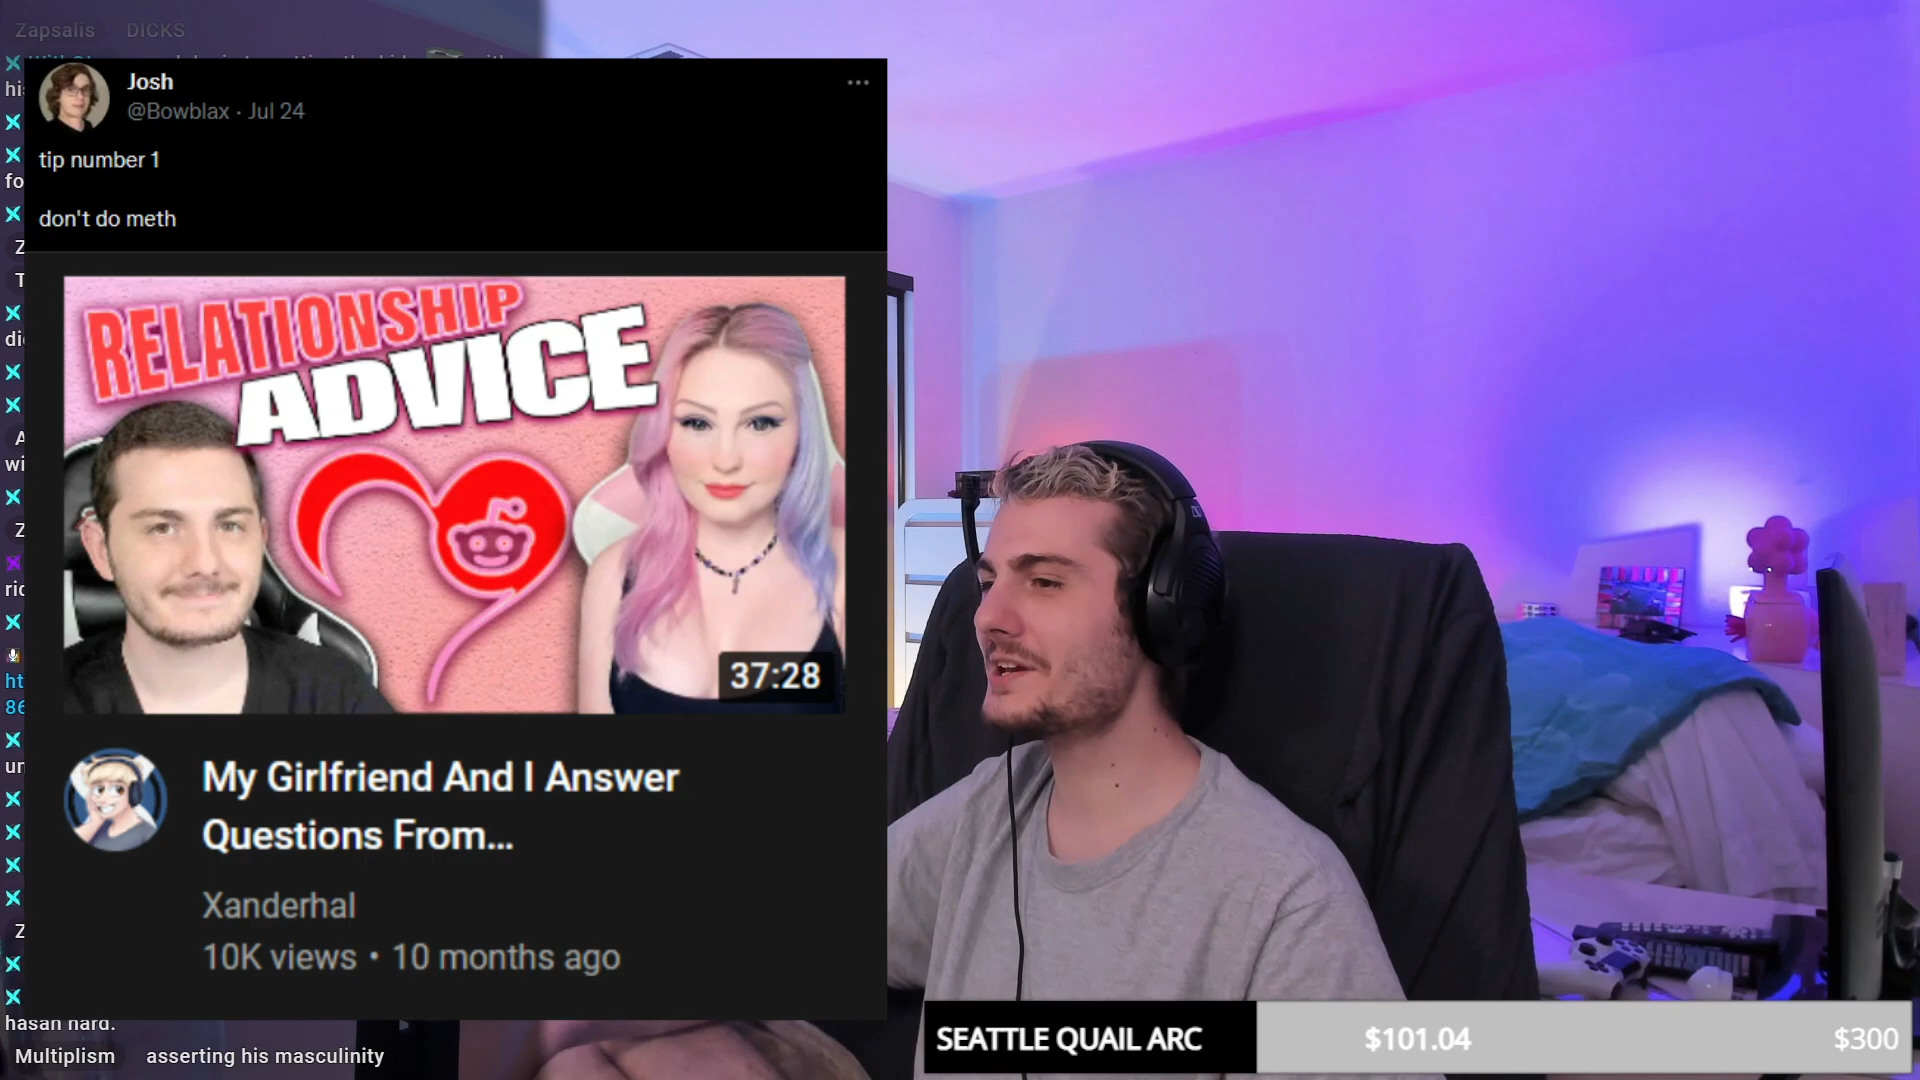 Zapsalis DICKS
Josh
@Bowblax · Jul 24
tip number 1
don't do meth
RELATIONSHIP
ADVICE
37:28
My Girlfriend And I Answer
Questions From...
Xanderhal
10K views • 10 months ago
hasan hard.
Multiplism asserting his masculinity
SEATTLE QUAIL ARC $101.04 $300